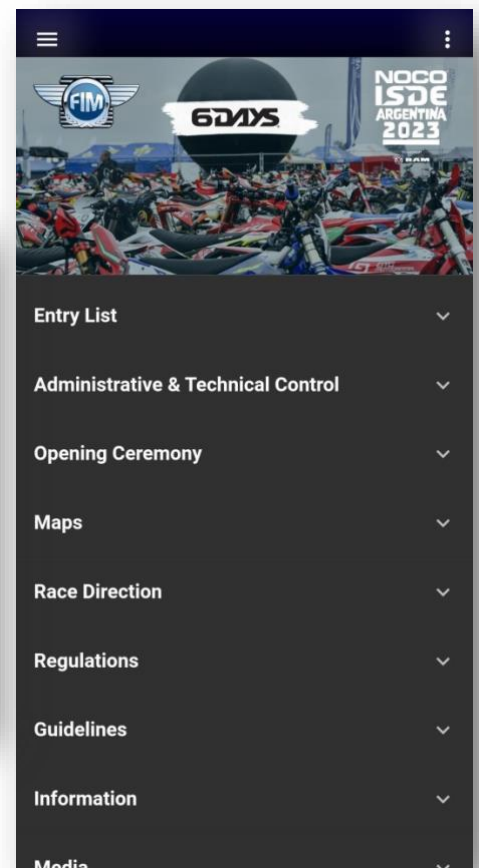 FIM
6DAYS
NOCO
ISDE
ARGENTINA
2023
Entry List
Administrative & Technical Control
Opening Ceremony
Maps
Race Direction
Regulations
Guidelines
Information
Media